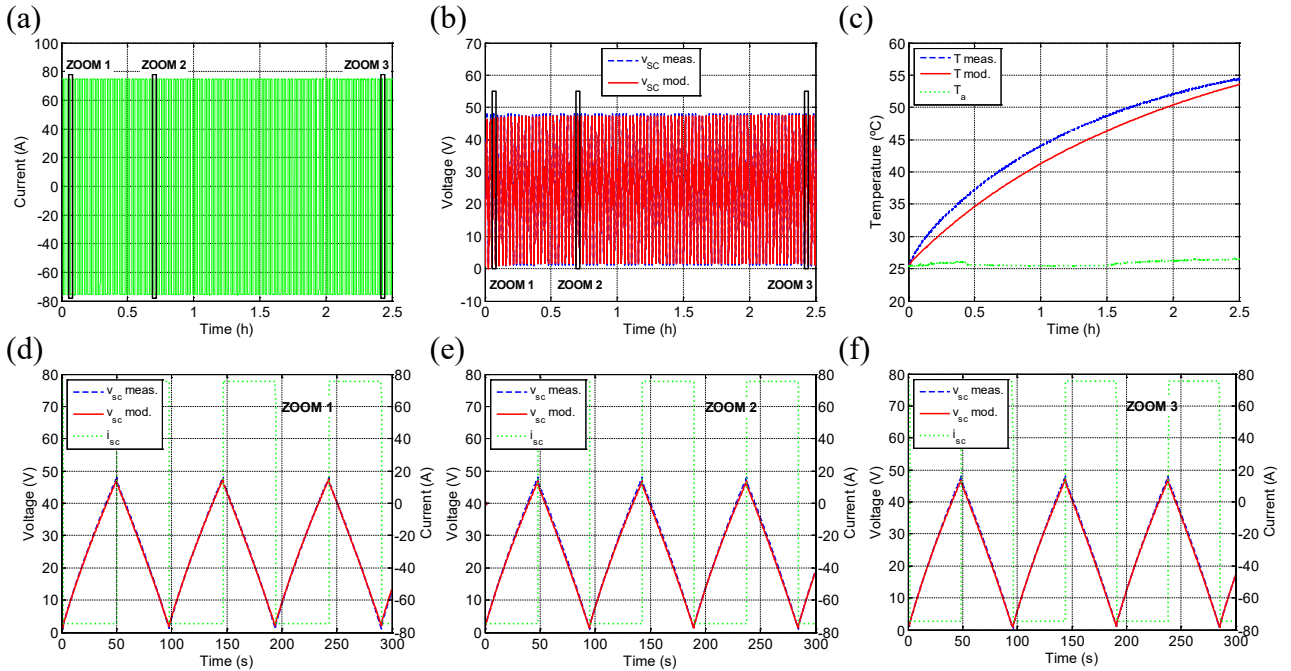 (a)
100
80
60
40
20
0
-20
-40
-60
-80
Current (A)
ZOOM 1
ZOOM 2
ZOOM 3
0 0.5 1 1.5 2 2.5
Time (h)
(b)
60
50
40
30
20
10
0
-10
Voltage (V)
vSC meas.
vSC mod.
ZOOM 1
ZOOM 2
ZOOM 3
0 0.5 1 1.5 2 2.5
Time (h)
(c)
60
55
50
45
40
35
30
25
20
Temperature (ºC)
T meas.
T mod.
Ta
0 0.5 1 1.5 2 2.5
Time (h)
(d)
80
70
60
50
40
30
20
10
0
Voltage (V)
vsc meas.
vsc mod.
isc
ZOOM 1
80
60
40
20
0
-20
-40
-60
-80
Current (A)
0 50 100 150 200 250 300
Time (s)
(e)
80
70
60
50
40
30
20
10
0
Voltage (V)
vsc meas.
vsc mod.
isc
ZOOM 2
80
60
40
20
0
-20
-40
-60
-80
Current (A)
0 50 100 150 200 250 300
Time (s)
(f)
80
70
60
50
40
30
20
10
0
Voltage (V)
vsc meas.
vsc mod.
isc
ZOOM 3
80
60
40
20
0
-20
-40
-60
-80
Current (A)
0 50 100 150 200 250 300
Time (s)